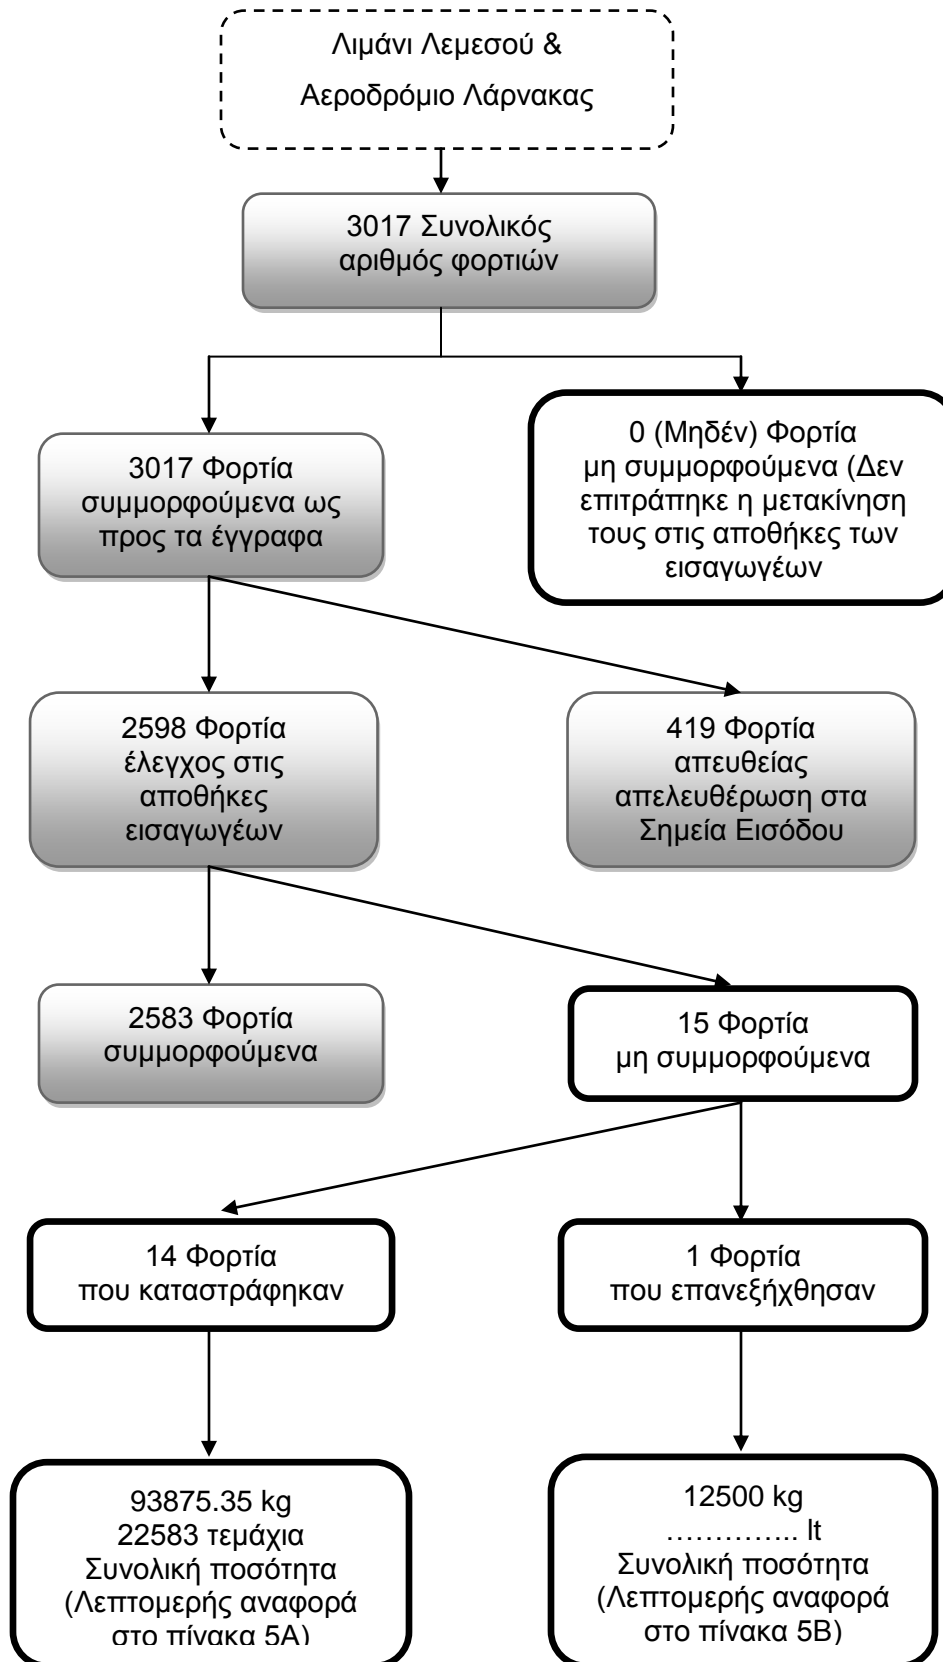 Λιμάνι Λεμεσού &
Αεροδρόμιο Λάρνακας
3017 Συνολικός
αριθμός φορτιών
3017 Φορτία
συμμορφούμενα ως
προς τα έγγραφα
0 (Μηδέν) Φορτία
μη συμμορφούμενα (Δεν
επιτράπηκε η μετακίνηση
τους στις αποθήκες των
εισαγωγέων
2598 Φορτία
έλεγχος στις
αποθήκες
εισαγωγέων
419 Φορτία
απευθείας
απελευθέρωση στα
Σημεία Εισόδου
2583 Φορτία
συμμορφούμενα
15 Φορτία
μη συμμορφούμενα
14 Φορτία
που καταστράφηκαν
1 Φορτία
που επανεξήχθησαν
93875.35 kg
22583 τεμάχια
Συνολική ποσότητα
(Λεπτομερής αναφορά
στο πίνακα 5Α)
12500 kg
………….. lt
Συνολική ποσότητα
(Λεπτομερής αναφορά
στο πίνακα 5Β)